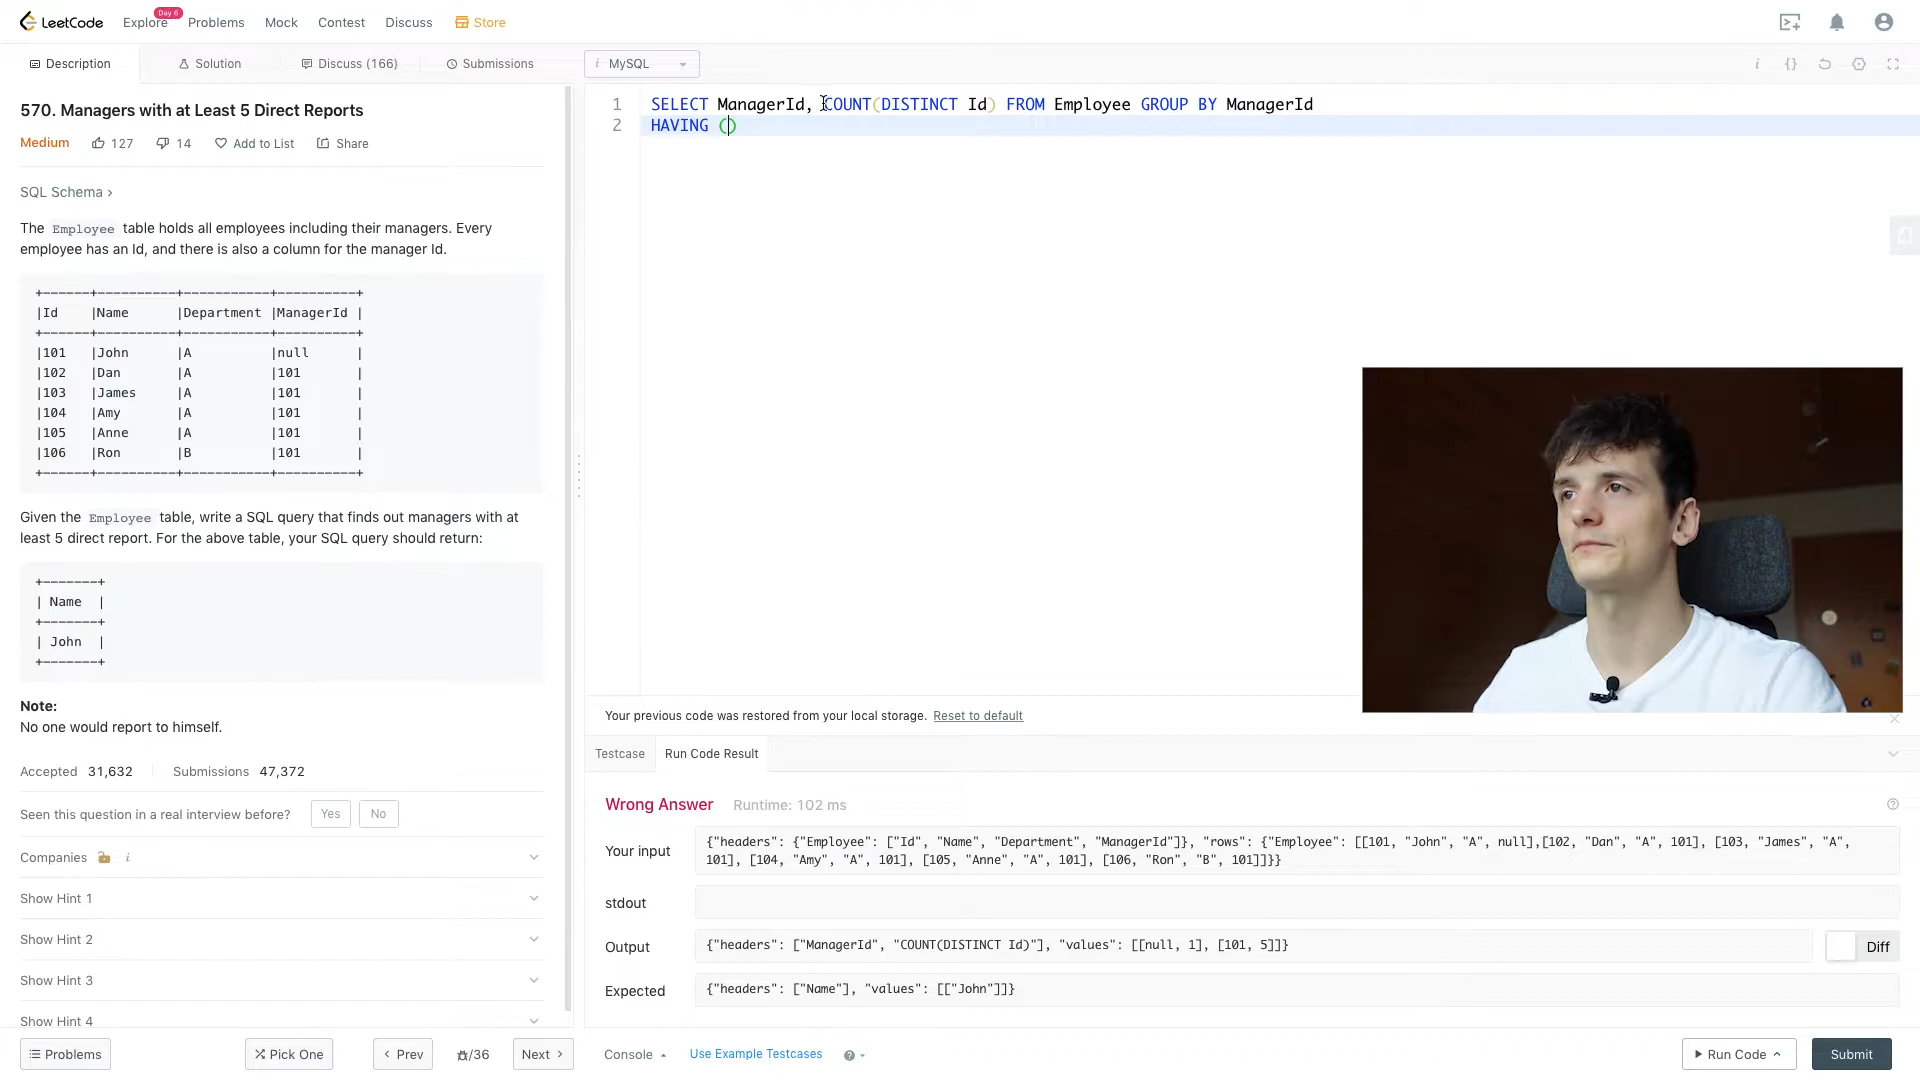 LeetCode
Explore
Day 6
Problems
Mock
Contest
Discuss
Store
Description
Solution
Discuss (166)
Submissions
i MySQL
570. Managers with at Least 5 Direct Reports
Medium
127
14
Add to List
Share
SQL Schema ›
The Employee table holds all employees including their managers. Every
employee has an Id, and there is also a column for the manager Id.
+------+----------+-----------+----------+
|Id    |Name      |Department |ManagerId |
+------+----------+-----------+----------+
|101   |John      |A          |null      |
|102   |Dan       |A          |101       |
|103   |James     |A          |101       |
|104   |Amy       |A          |101       |
|105   |Anne      |A          |101       |
|106   |Ron       |B          |101       |
+------+----------+-----------+----------+
Given the Employee table, write a SQL query that finds out managers with at
least 5 direct report. For the above table, your SQL query should return:
+-------+
| Name  |
+-------+
| John  |
+-------+
Note:
No one would report to himself.
Accepted 31,632
Submissions 47,372
Seen this question in a real interview before?
Yes
No
Companies i
Show Hint 1
Show Hint 2
Show Hint 3
Show Hint 4
Problems
Pick One
‹ Prev
/36
Next ›
1 SELECT ManagerId, COUNT(DISTINCT Id) FROM Employee GROUP BY ManagerId
2 HAVING ()
Your previous code was restored from your local storage. Reset to default
Testcase
Run Code Result
Wrong Answer
Runtime: 102 ms
Your input
{"headers": {"Employee": ["Id", "Name", "Department", "ManagerId"]}, "rows": {"Employee": [[101, "John", "A", null],[102, "Dan", "A", 101], [103, "James", "A",
101], [104, "Amy", "A", 101], [105, "Anne", "A", 101], [106, "Ron", "B", 101]]}}
stdout
Output
{"headers": ["ManagerId", "COUNT(DISTINCT Id)"], "values": [[null, 1], [101, 5]]}
Diff
Expected
{"headers": ["Name"], "values": [["John"]]}
Console
Use Example Testcases
Run Code
Submit